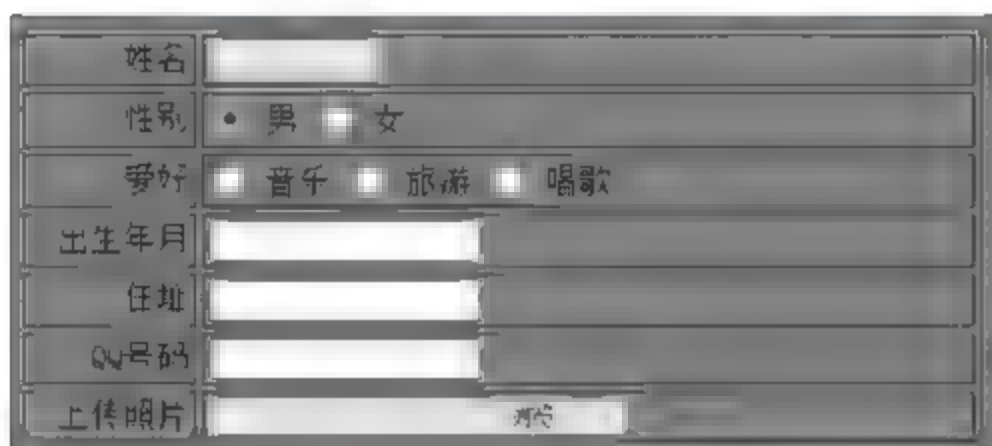 姓名
性别 男 女
爱好 音乐 旅游 唱歌
出生年月
住址
QQ号码
上传照片